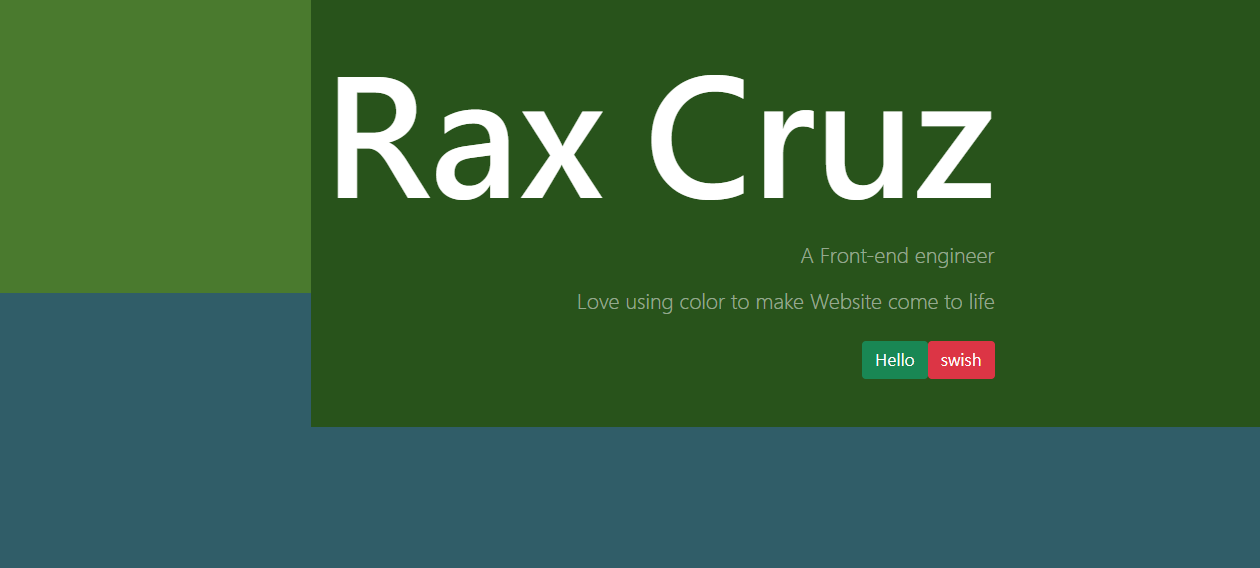 Rax Cruz
A Front-end engineer
Love using color to make Website come to life
Hello swish